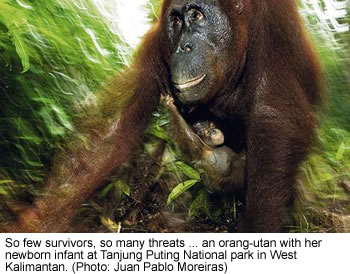 So few survivors, so many threats ... an orang-utan with her
newborn infant at Tanjung Puting National park in West
Kalimantan. (Photo: Juan Pablo Moreiras)